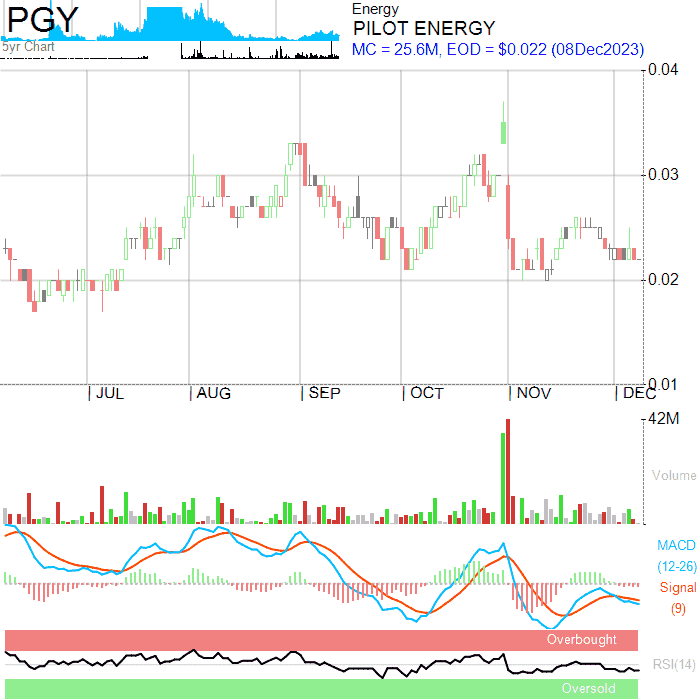 PGY
5yr Chart
Energy
PILOT ENERGY
MC = 25.6M, EOD = $0.022 (08Dec2023)
0.04
0.03
0.02
0.01
JUL AUG SEP OCT NOV DEC
42M
Volume
MACD
(12-26)
Signal
(9)
Overbought
RSI(14)
Oversold